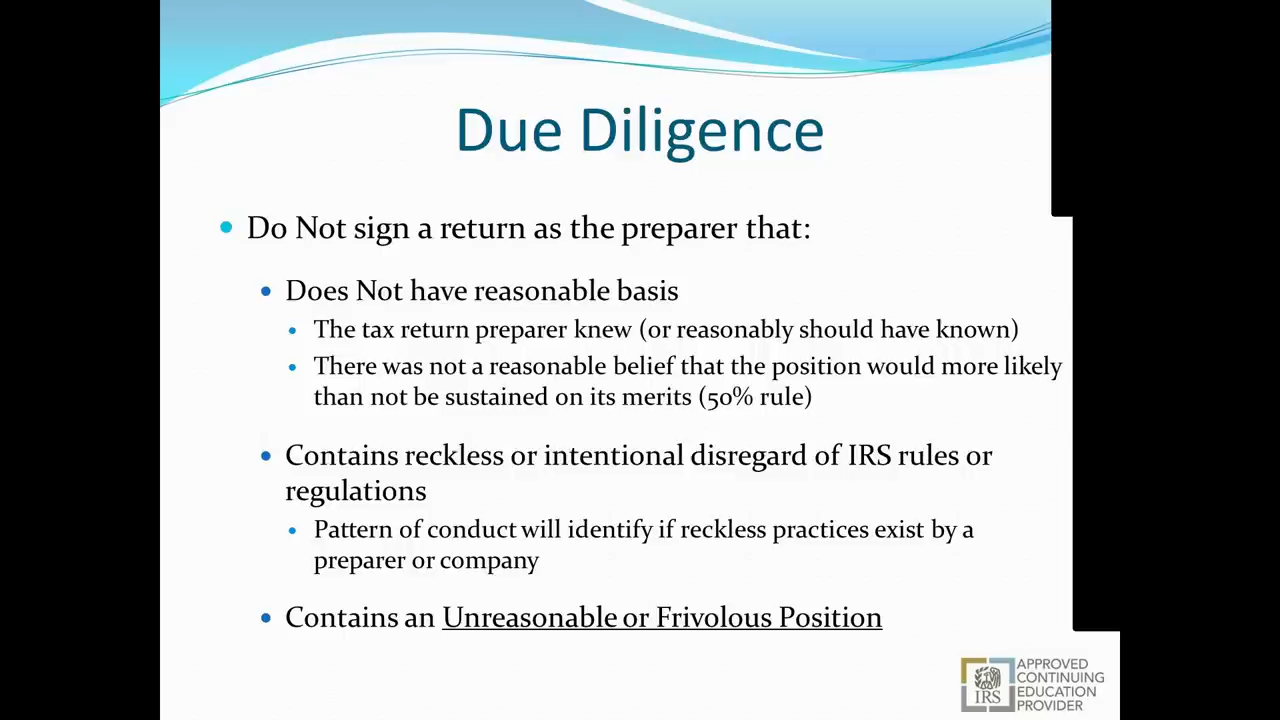 Due Diligence
Do Not sign a return as the preparer that:
Does Not have reasonable basis
The tax return preparer knew (or reasonably should have known)
There was not a reasonable belief that the position would more likely
than not be sustained on its merits (50% rule)
Contains reckless or intentional disregard of IRS rules or
regulations
Pattern of conduct will identify if reckless practices exist by a
preparer or company
Contains an Unreasonable or Frivolous Position
IRS
APPROVED
CONTINUING
EDUCATION
PROVIDER